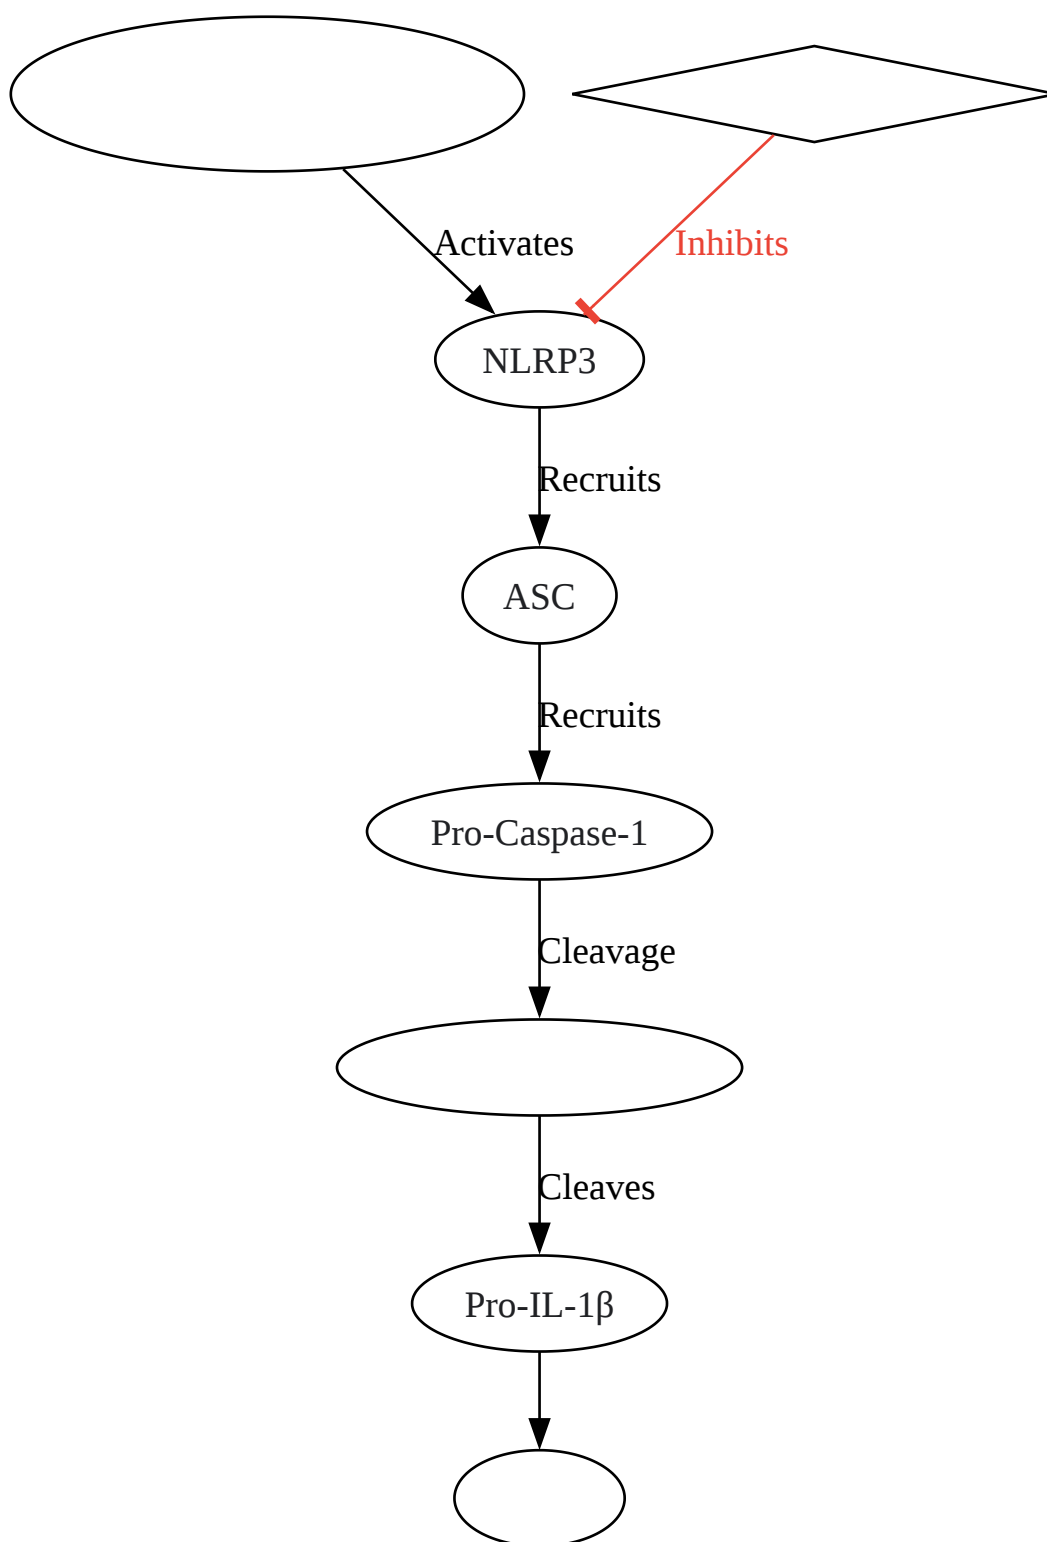 Activates
Inhibits
NLRP3
Recruits
ASC
Recruits
Pro-Caspase-1
Cleavage
Cleaves
Pro-IL-1β